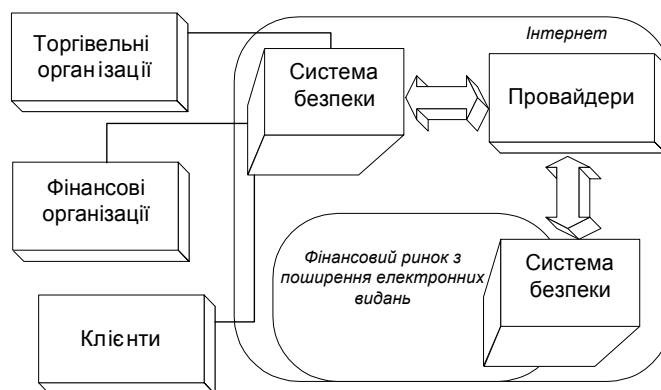 Торгівельні
організації
Інтернет
Система
безпеки
Провайдери
Фінансові
організації
Фінансовий ринок з
поширення електронних
видань
Система
безпеки
Клієнти